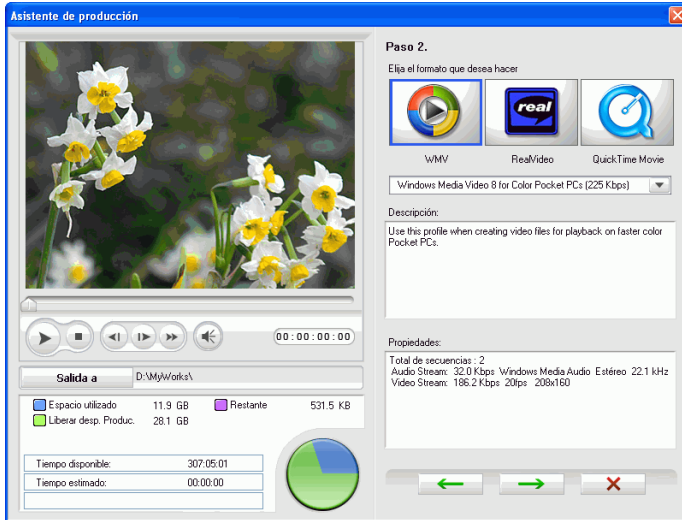 Asistente de producción
Paso 2.
Elija el formato que desea hacer
real
WMV
RealVideo
QuickTime Movie
Windows Media Video 8 for Color Pocket PCs (225 Kbps)
Descripción:
Use this profile when creating video files for playback on faster color
Pocket PCs.
Propiedades:
Total de secuencias : 2
Audio Stream: 32.0 Kbps Windows Media Audio Estéreo 22.1 kHz
Video Stream: 186.2 Kbps 20fps 208x160
00:00:00:00
Salida a
D:\MyWorks\
Espacio utilizado 11.9 GB
Restante 531.5 KB
Liberar desp. Produc. 28.1 GB
Tiempo disponible: 307:05:01
Tiempo estimado: 00:00:00